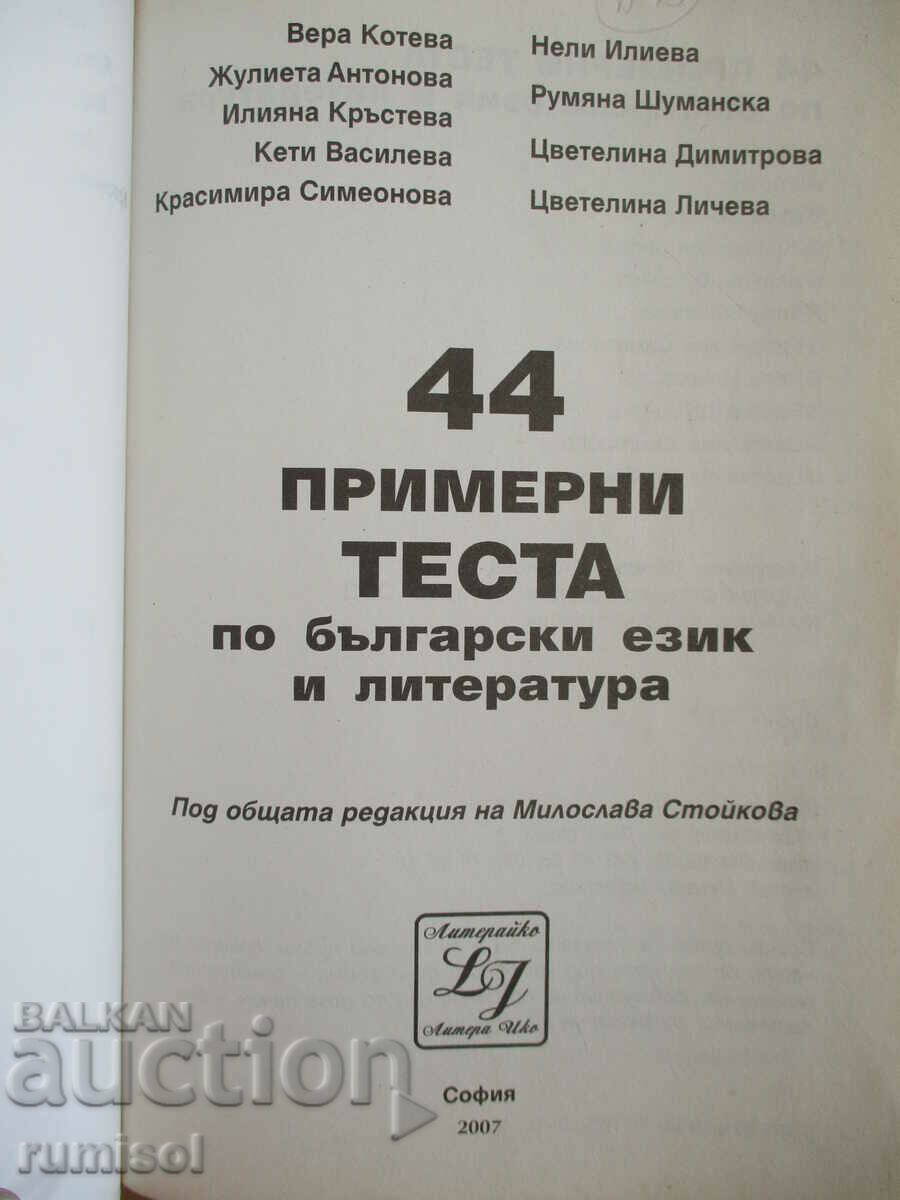 Вера Котева
Жулиета Антонова
Илияна Кръстева
Кети Василева
Красимира Симеонова
Нели Илиева
Румяна Шуманска
Цветелина Димитрова
Цветелина Личева
44
ПРИМЕРНИ
ТЕСТА
по български език
и литература
Под общата редакция на Милослава Стойкова
Литерайко
LJ
Литера Ико
София
2007
BALKAN
auction
rumisol